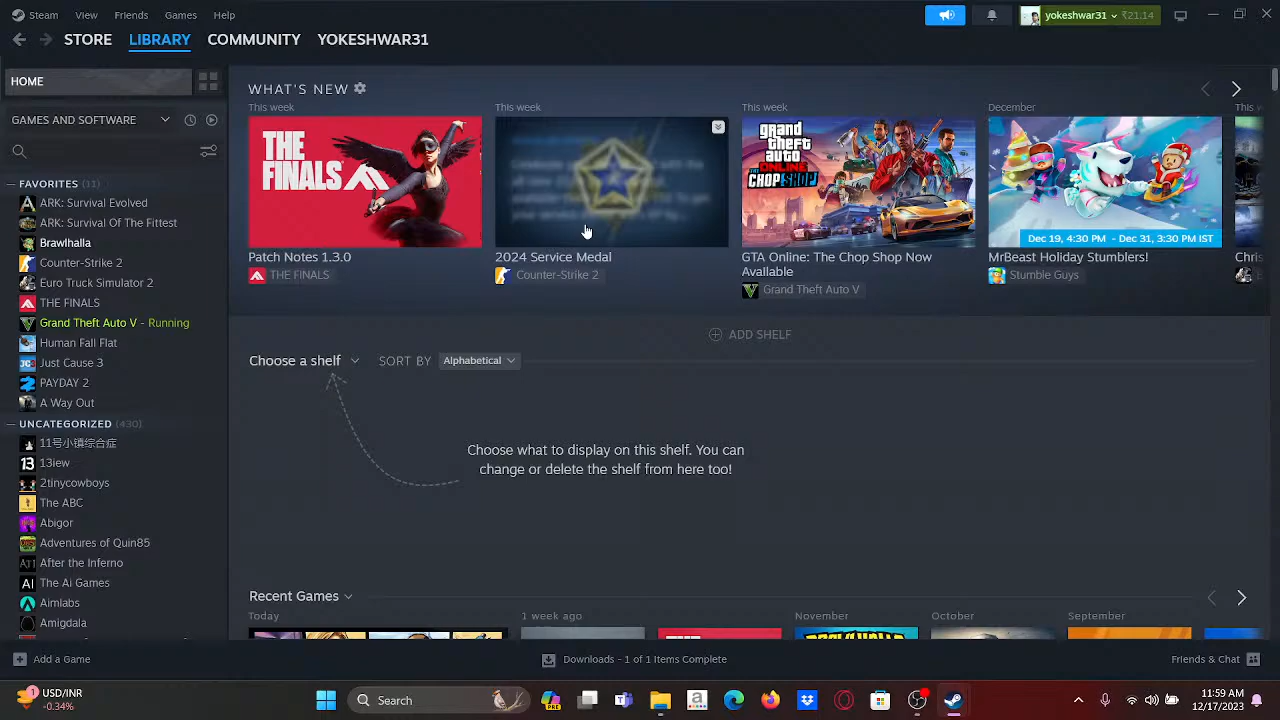 Steam View Friends Games Help
yokeshwar31 ₹21.14
STORE LIBRARY COMMUNITY YOKESHWAR31
HOME
GAMES AND SOFTWARE
FAVORITES (11)
ARK: Survival Evolved
ARK: Survival Of The Fittest
Brawlhalla
Counter-Strike 2
Euro Truck Simulator 2
THE FINALS
Grand Theft Auto V - Running
Human Fall Flat
Just Cause 3
PAYDAY 2
A Way Out
UNCATEGORIZED (430)
11号小镇综合症
13iew
2tinycowboys
The ABC
Abigor
Adventures of Quin85
After the Inferno
The Ai Games
Aimlabs
Amigdala
WHAT'S NEW
This week
THE
FINALS
Patch Notes 1.3.0
THE FINALS
This week
2024 Service Medal
Counter-Strike 2
This week
grand
theft
auto
ONLINE
CHOP SHOP
GTA Online: The Chop Shop Now
Available
Grand Theft Auto V
December
Dec 19, 4:30 PM - Dec 31, 3:30 PM IST
MrBeast Holiday Stumblers!
Stumble Guys
This
Chris
ADD SHELF
Choose a shelf SORT BY Alphabetical
Choose what to display on this shelf. You can
change or delete the shelf from here too!
Recent Games
Today 1 week ago November October September
Add a Game Downloads - 1 of 1 Items Complete Friends & Chat
1 USD/INR
-0.34%
Search
PRE
11:59 AM
12/17/2023